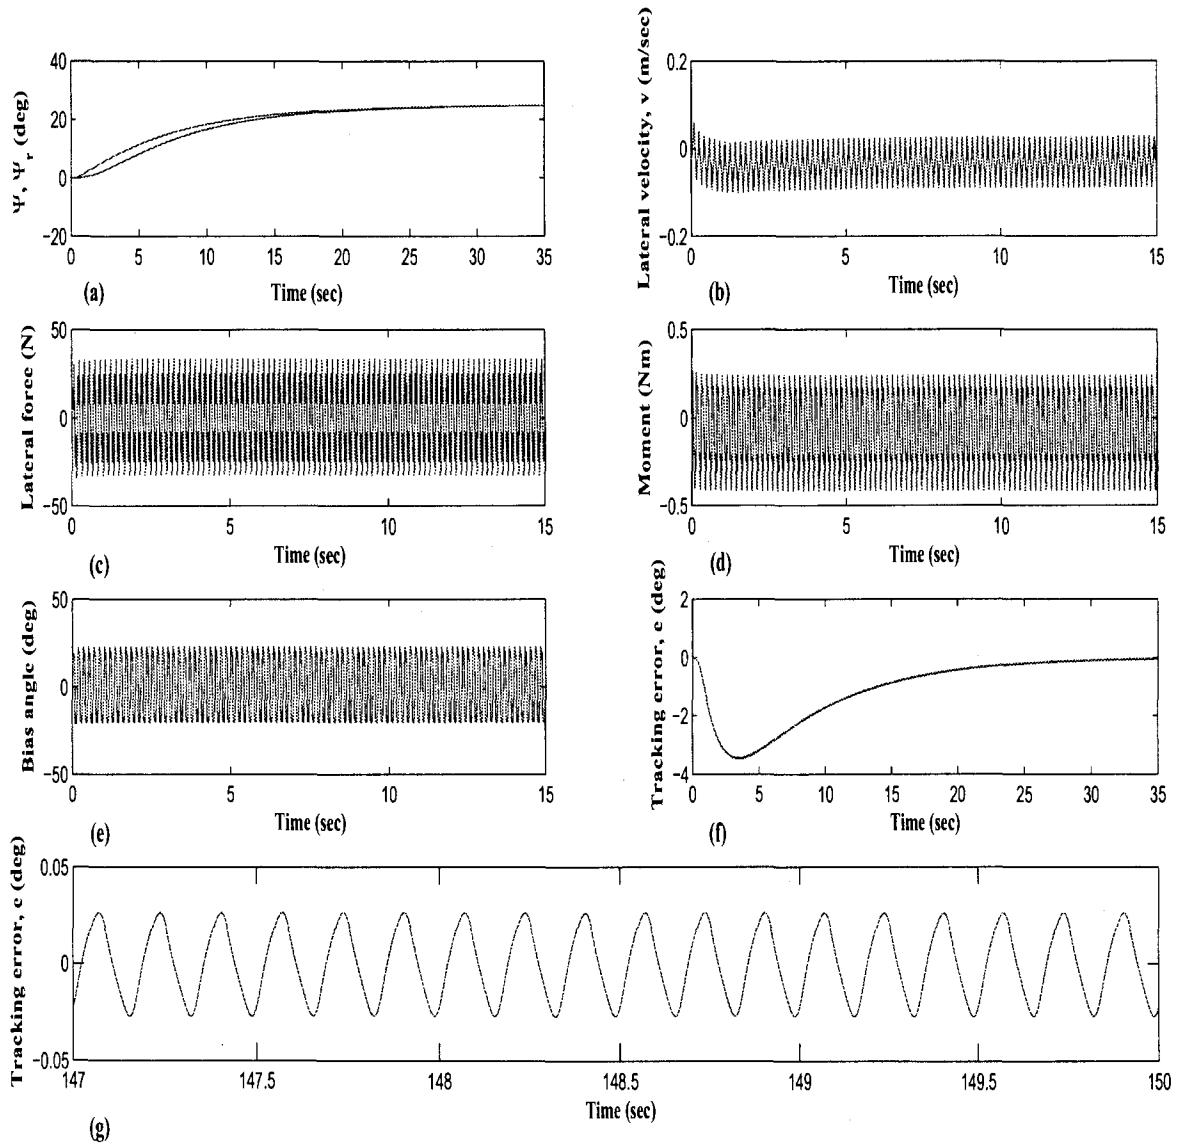 40
20
0
−20
0 5 10 15 20 25 30 35
Ψ, Ψr (deg)
(a)
Time (sec)
0.2
0
−0.2
0 5 10 15
Lateral velocity, v (m/sec)
(b)
Time (sec)
50
0
−50
0 5 10 15
Lateral force (N
(c)
Time (sec)
0.5
0
−0.5
0 5 10 15
Moment (Nm)
(d)
Time (sec)
50
0
−50
0 5 10 15
Bias angle (deg)
(e)
Time (sec)
2
0
−2
−4
0 5 10 15 20 25 30 35
Tracking error, e (deg)
(f)
Time (sec)
0.05
0
−0.05
147 147.5 148 148.5 149 149.5 150
Tracking error, e (deg)
(g)
Time (sec)